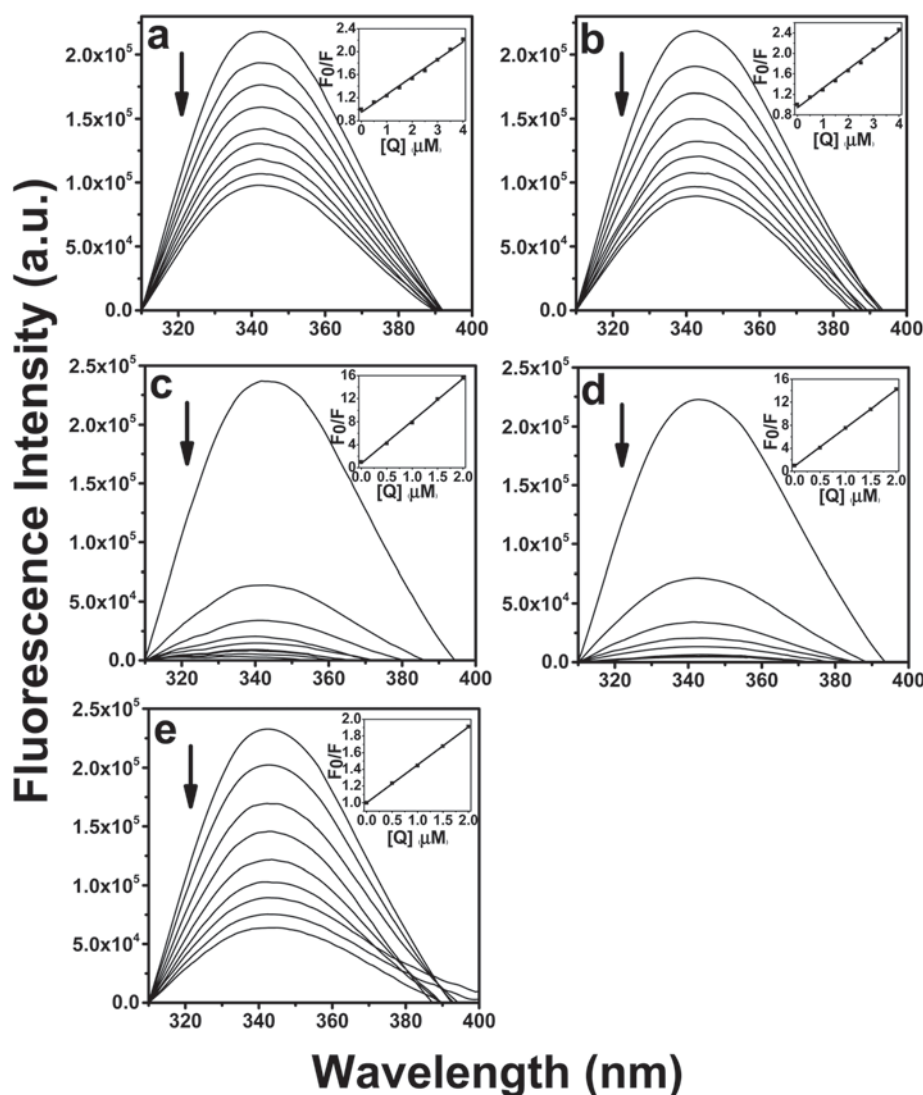 Fluorescence Intensity (a.u.)
a
2.0x10⁵
1.5x10⁵
1.0x10⁵
5.0x10⁴
0.0
320 340 360 380 400
F0/F
2.4
2.0
1.6
1.2
0.8
0 1 2 3 4
[Q] (μM)
b
2.0x10⁵
1.5x10⁵
1.0x10⁵
5.0x10⁴
0.0
320 340 360 380 400
F0/F
2.4
2.0
1.6
1.2
0.8
0 1 2 3 4
[Q] (μM)
c
2.5x10⁵
2.0x10⁵
1.5x10⁵
1.0x10⁵
5.0x10⁴
0.0
320 340 360 380 400
F0/F
16
12
8
4
0
0.0 0.5 1.0 1.5 2.0
[Q] (μM)
d
2.5x10⁵
2.0x10⁵
1.5x10⁵
1.0x10⁵
5.0x10⁴
0.0
320 340 360 380 400
F0/F
16
12
8
4
0
0.0 0.5 1.0 1.5 2.0
[Q] (μM)
e
2.5x10⁵
2.0x10⁵
1.5x10⁵
1.0x10⁵
5.0x10⁴
0.0
320 340 360 380 400
F0/F
2.0
1.8
1.6
1.4
1.2
1.0
0.0 0.5 1.0 1.5 2.0
[Q] (μM)
Wavelength (nm)